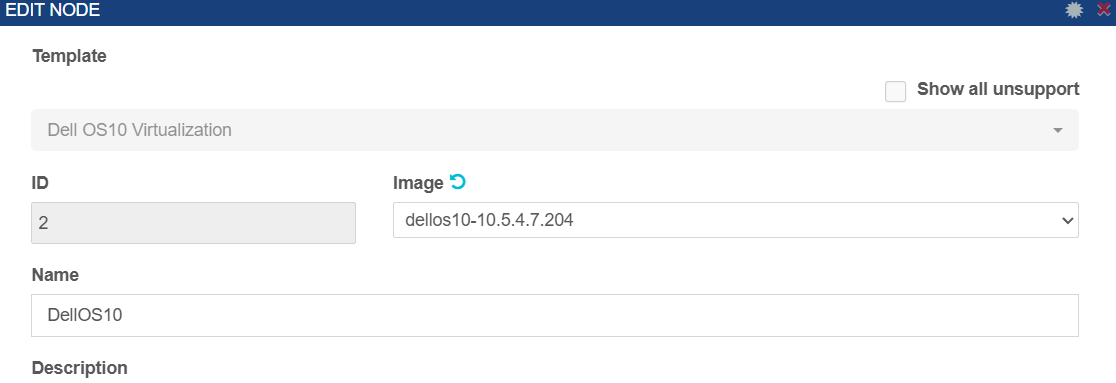 EDIT NODE
Template
Show all unsupport
Dell OS10 Virtualization
ID
Image
2
dellos10-10.5.4.7.204
Name
DellOS10
Description